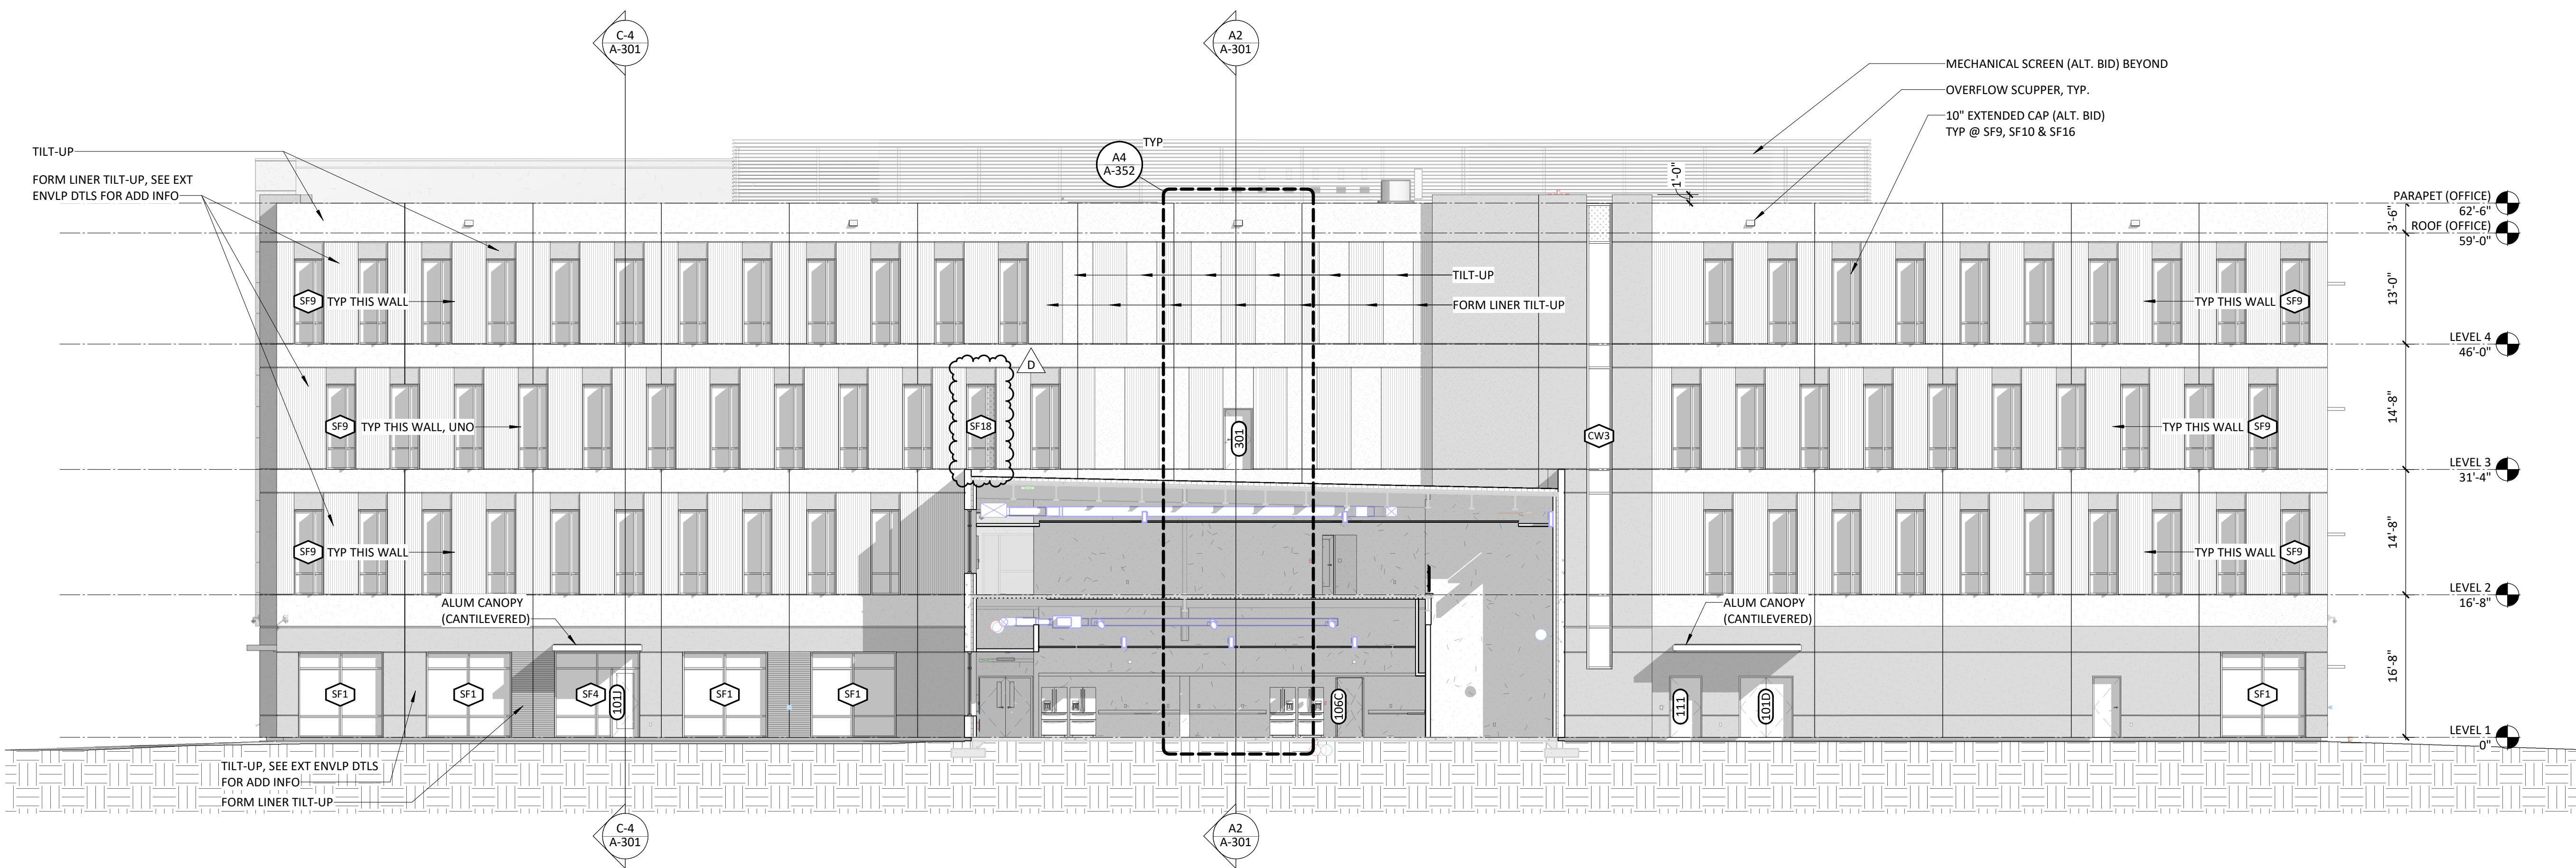 C-4
A-301
A2
A-301
MECHANICAL SCREEN (ALT. BID) BEYOND
OVERFLOW SCUPPER, TYP.
10" EXTENDED CAP (ALT. BID)
TYP @ SF9, SF10 & SF16
TYP
A4
A-352
TILT-UP
FORM LINER TILT-UP, SEE EXT
ENVLP DTLS FOR ADD INFO
1'-0"
PARAPET (OFFICE)
62'-6"
3'-6"
ROOF (OFFICE)
59'-0"
TILT-UP
FORM LINER TILT-UP
SF9
TYP THIS WALL
TYP THIS WALL
SF9
13'-0"
LEVEL 4
46'-0"
D
SF9
TYP THIS WALL, UNO
SF18
301
CW3
TYP THIS WALL
SF9
14'-8"
LEVEL 3
31'-4"
SF9
TYP THIS WALL
TYP THIS WALL
SF9
14'-8"
LEVEL 2
16'-8"
ALUM CANOPY
(CANTILEVERED)
ALUM CANOPY
(CANTILEVERED)
SF1
SF1
SF4
101J
SF1
SF1
106C
111
101D
SF1
16'-8"
LEVEL 1
0"
TILT-UP, SEE EXT ENVLP DTLS
FOR ADD INFO
FORM LINER TILT-UP
C-4
A-301
A2
A-301